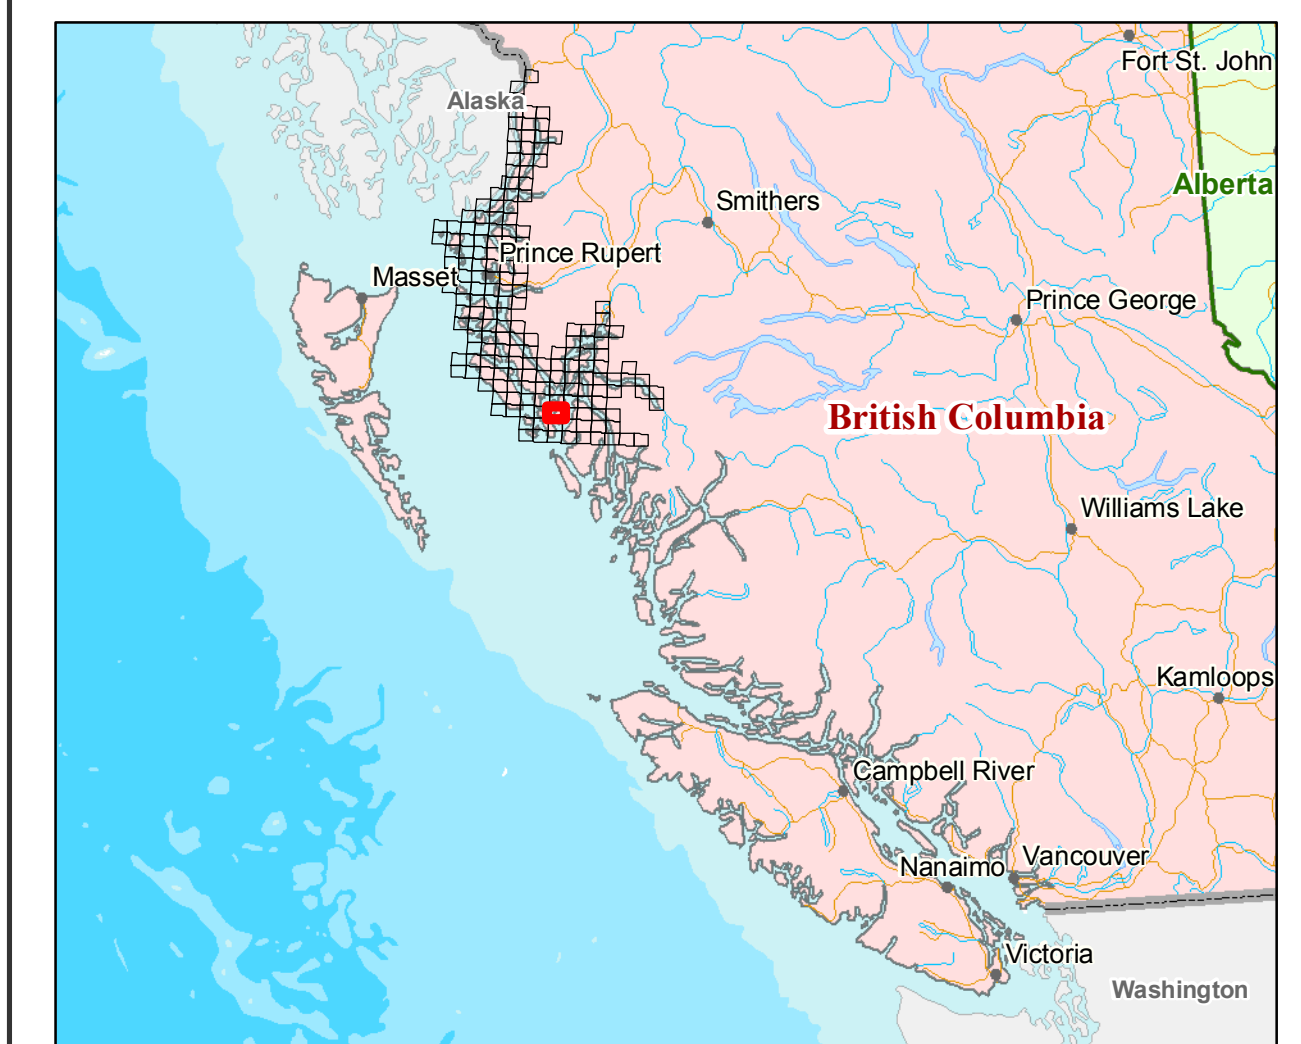 Fort St. John
Alaska
Alberta
Smithers
Prince Rupert
Masset
Prince George
British Columbia
Williams Lake
Kamloops
Campbell River
Vancouver
Nanaimo
Victoria
Washington